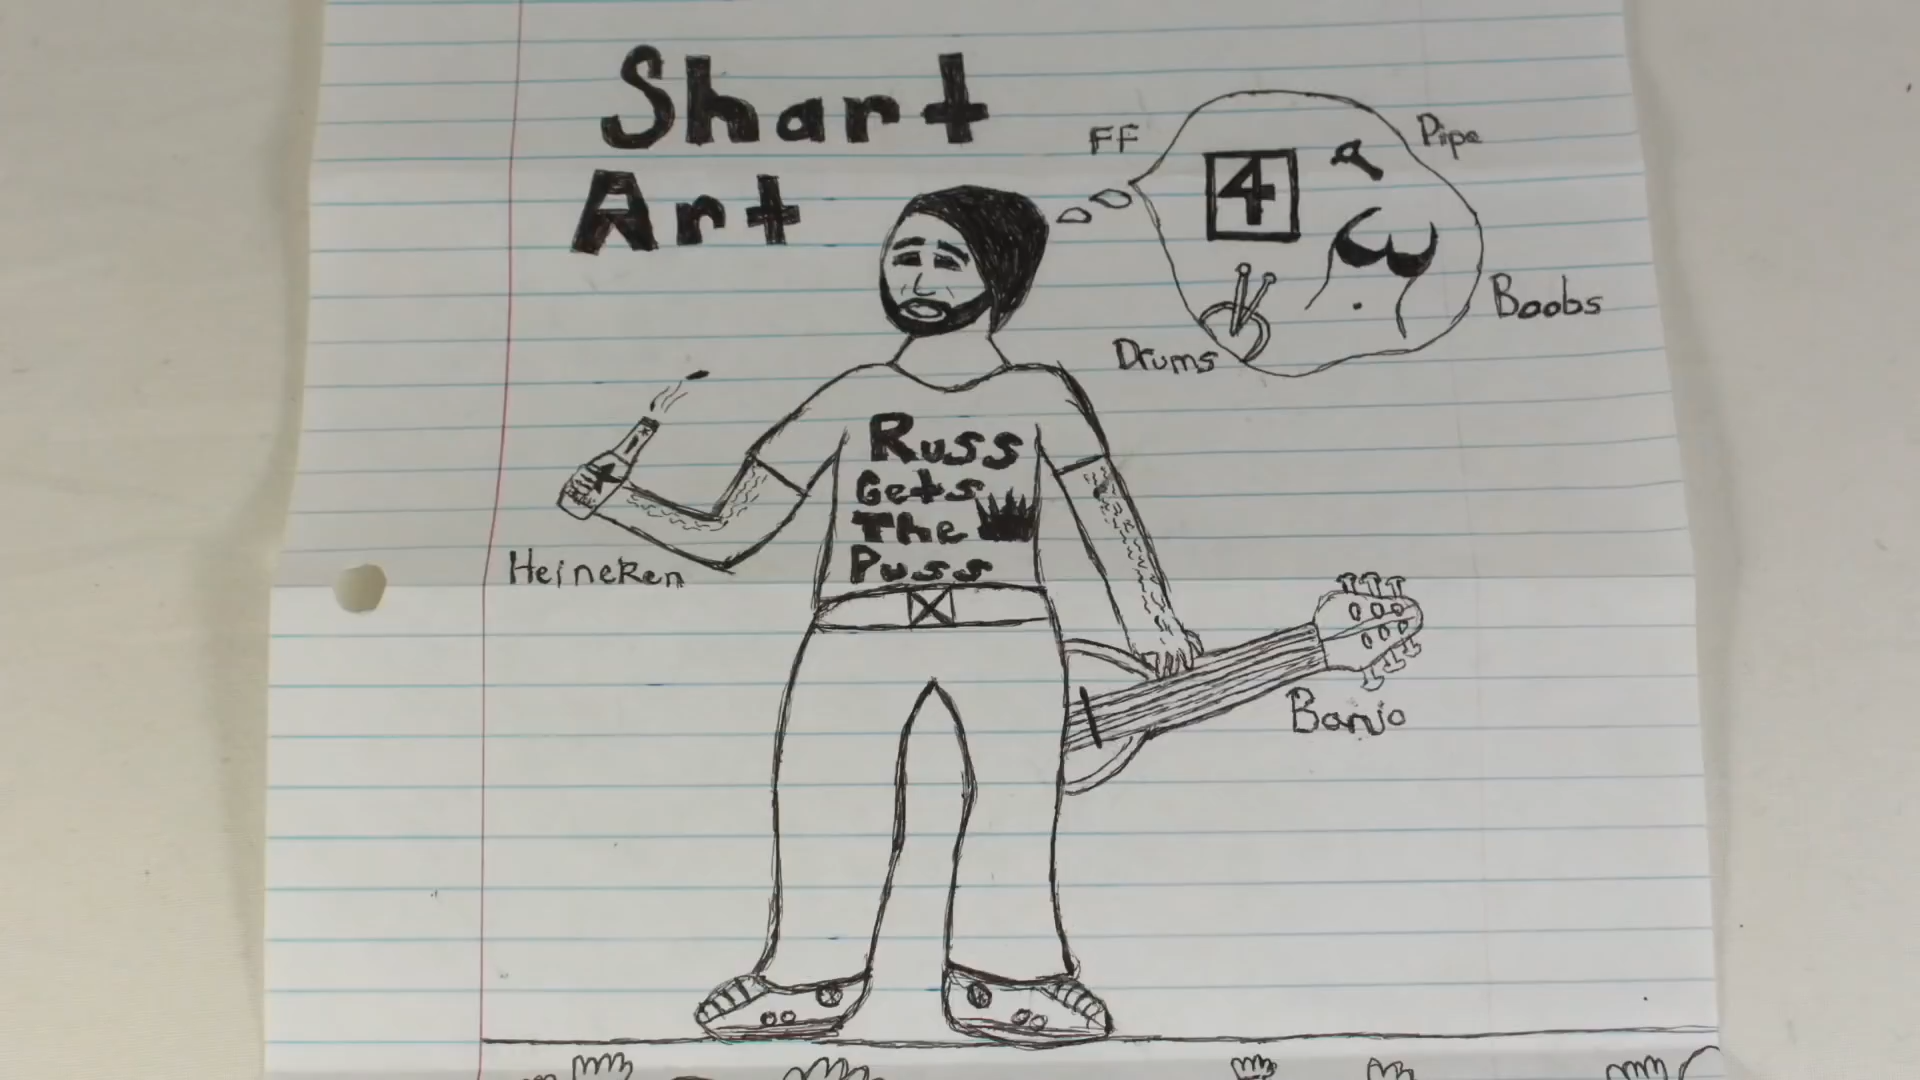 Shart
Art
FF
Pipe
4
Boobs
Drums
Russ
Gets
The
Puss
Heineken
Banjo